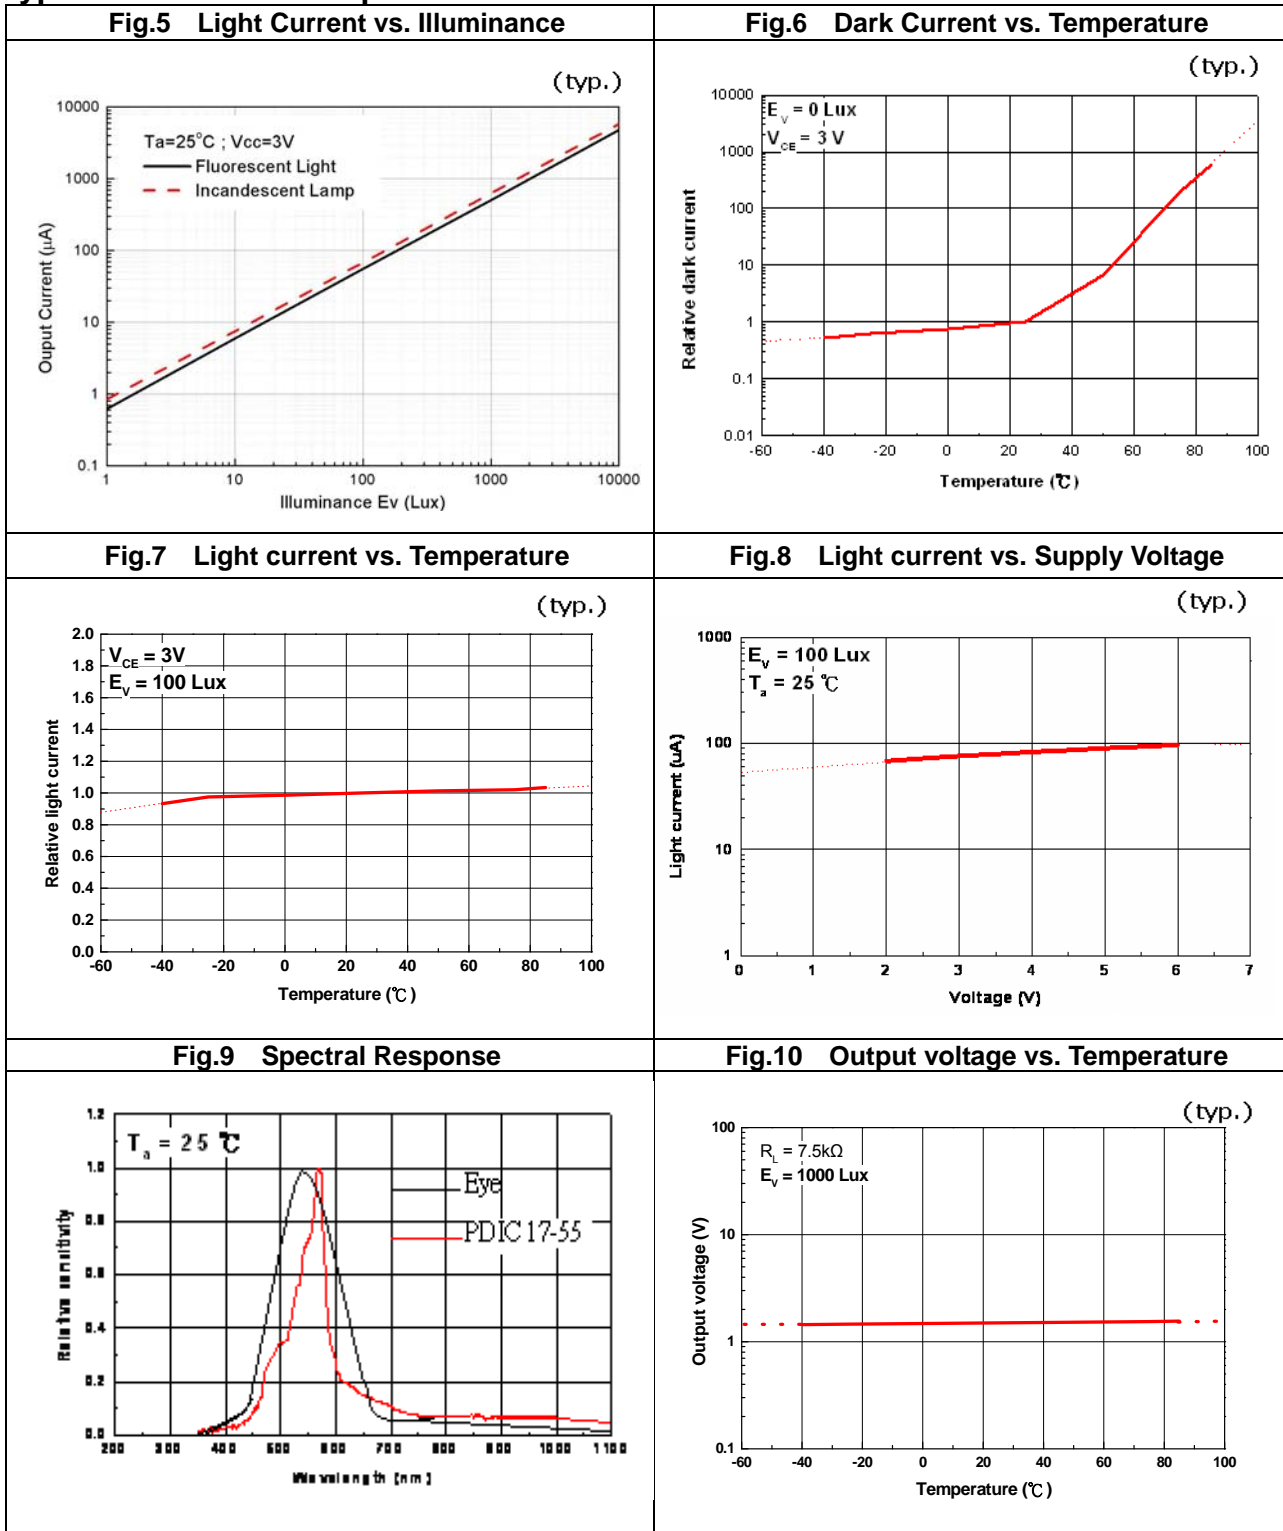 Fig.5 Light Current vs. Illuminance
(typ.)
10000
1000
100
10
1
0.1
Ta=25°C ; Vcc=3V
Fluorescent Light
Incandescent Lamp
Ouput Current (µA)
1 10 100 1000 10000
Illuminance Ev (Lux)
Fig.6 Dark Current vs. Temperature
(typ.)
10000
1000
100
10
1
0.1
0.01
E_V = 0 Lux
V_CE = 3 V
Relative dark current
-60 -40 -20 0 20 40 60 80 100
Temperature (℃)
Fig.7 Light current vs. Temperature
(typ.)
2.0
1.8
1.6
1.4
1.2
1.0
0.8
0.6
0.4
0.2
0.0
V_CE = 3V
E_V = 100 Lux
Relative light current
-60 -40 -20 0 20 40 60 80 100
Temperature (℃)
Fig.8 Light current vs. Supply Voltage
(typ.)
1000
100
10
1
E_V = 100 Lux
T_a = 25 ℃
Light current (uA)
0 1 2 3 4 5 6 7
Voltage (V)
Fig.9 Spectral Response
1.2
1.0
0.8
0.6
0.4
0.2
0.0
T_a = 25 ℃
Eye
PDIC 17-55
Relative sensitivity
200 300 400 500 600 700 800 900 1000 1100
Wavelength (nm)
Fig.10 Output voltage vs. Temperature
(typ.)
100
10
1
0.1
R_L = 7.5kΩ
E_V = 1000 Lux
Output voltage (V)
-60 -40 -20 0 20 40 60 80 100
Temperature (℃)